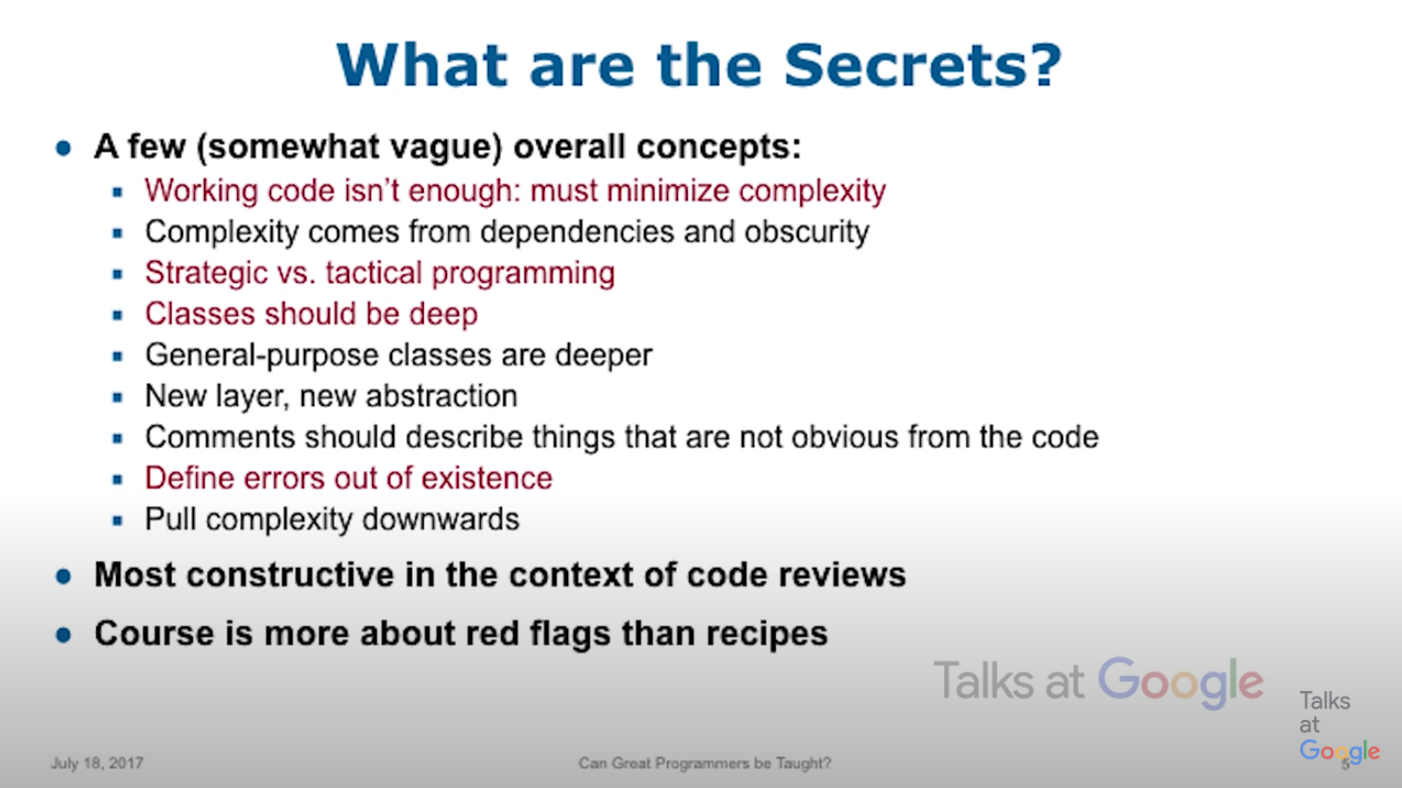 What are the Secrets?
● A few (somewhat vague) overall concepts:
▪ Working code isn't enough: must minimize complexity
▪ Complexity comes from dependencies and obscurity
▪ Strategic vs. tactical programming
▪ Classes should be deep
▪ General-purpose classes are deeper
▪ New layer, new abstraction
▪ Comments should describe things that are not obvious from the code
▪ Define errors out of existence
▪ Pull complexity downwards
● Most constructive in the context of code reviews
● Course is more about red flags than recipes
Talks at Google
Talks
at
Google
July 18, 2017
Can Great Programmers be Taught?
5